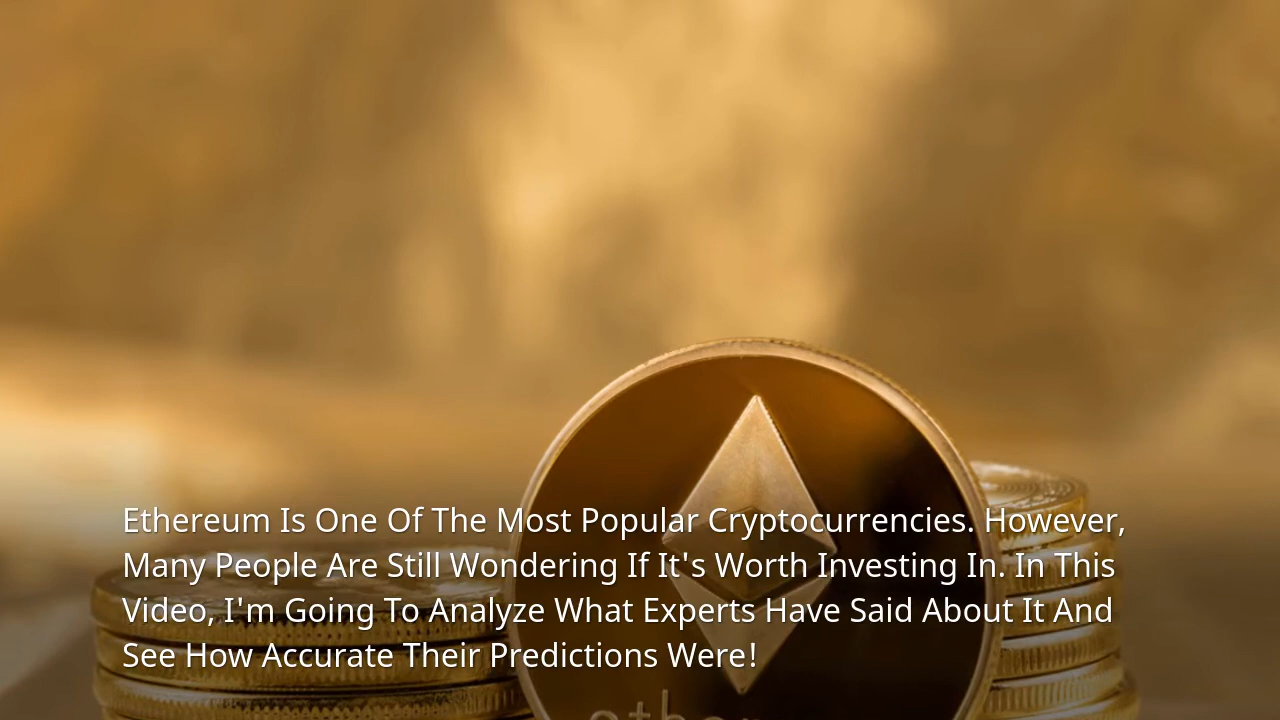 Ethereum Is One Of The Most Popular Cryptocurrencies. However,
Many People Are Still Wondering If It's Worth Investing In. In This
Video, I'm Going To Analyze What Experts Have Said About It And
See How Accurate Their Predictions Were!
ether